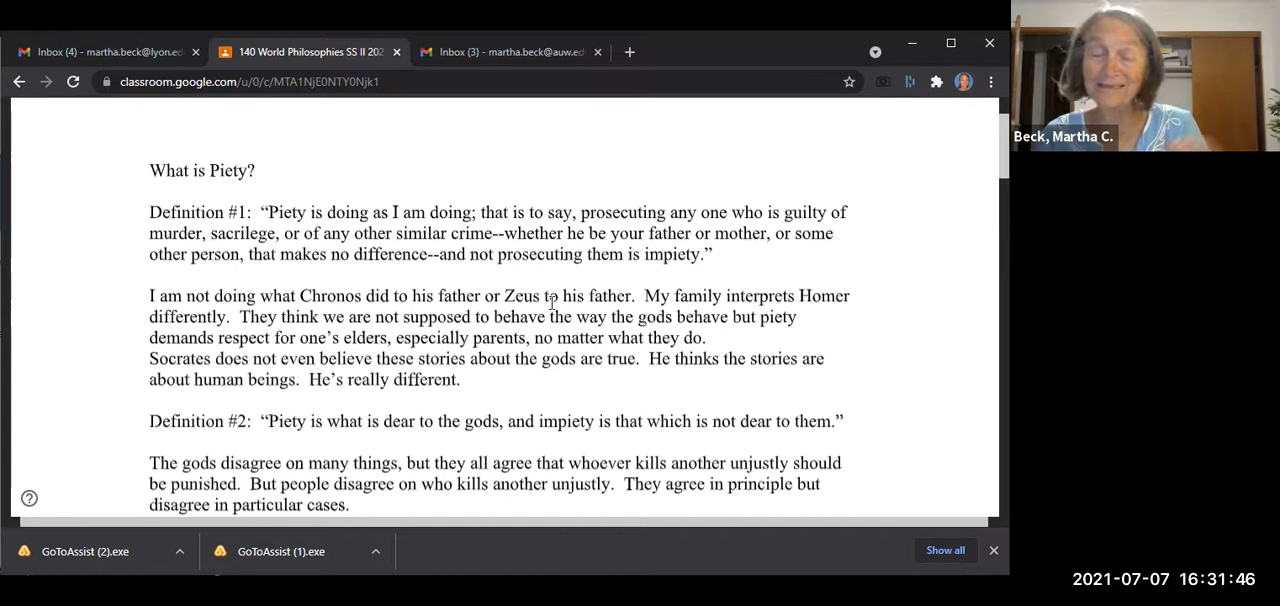 Inbox (4) - martha.beck@lyon.ed
140 World Philosophies SS II 202
Inbox (3) - martha.beck@auw.ed
classroom.google.com/u/0/c/MTA1NjE0NTY0Njk1
Beck, Martha C.
What is Piety?
Definition #1: “Piety is doing as I am doing; that is to say, prosecuting any one who is guilty of
murder, sacrilege, or of any other similar crime--whether he be your father or mother, or some
other person, that makes no difference--and not prosecuting them is impiety.”
I am not doing what Chronos did to his father or Zeus to his father. My family interprets Homer
differently. They think we are not supposed to behave the way the gods behave but piety
demands respect for one’s elders, especially parents, no matter what they do.
Socrates does not even believe these stories about the gods are true. He thinks the stories are
about human beings. He’s really different.
Definition #2: “Piety is what is dear to the gods, and impiety is that which is not dear to them.”
The gods disagree on many things, but they all agree that whoever kills another unjustly should
be punished. But people disagree on who kills another unjustly. They agree in principle but
disagree in particular cases.
GoToAssist (2).exe
GoToAssist (1).exe
Show all
2021-07-07 16:31:46